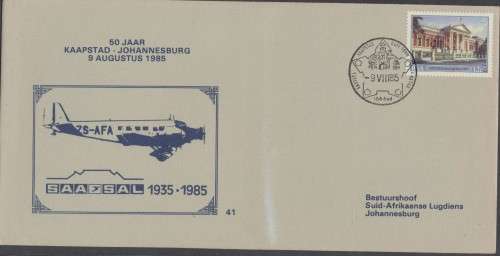 50 JAAR
KAAPSTAD - JOHANNESBURG
9 AUGUSTUS 1985
ZS-AFA
SAA SAL 1935 • 1985
41
-9 VIII 85
Bestuurshoof
Suid-Afrikaense Lugdiens
Johannesburg